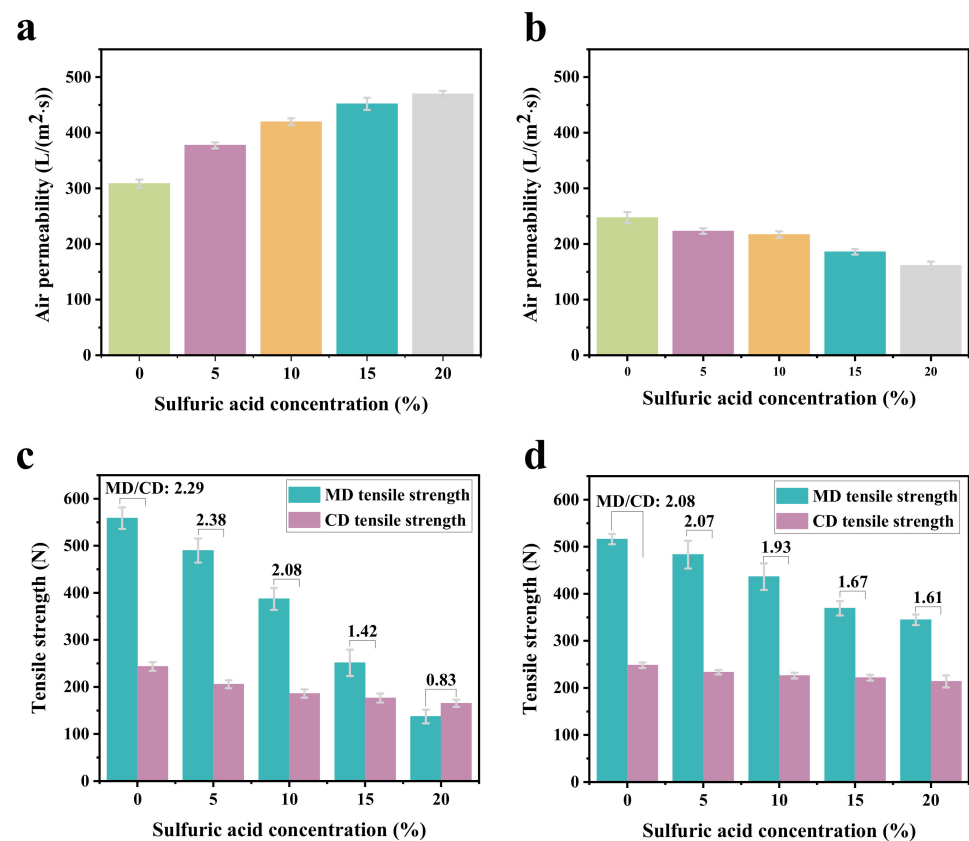 a
500
400
300
200
100
0
Air permeability (L/(m²·s))
0 5 10 15 20
Sulfuric acid concentration (%)
b
500
400
300
200
100
0
Air permeability (L/(m²·s))
0 5 10 15 20
Sulfuric acid concentration (%)
c
MD/CD: 2.29
MD tensile strength
CD tensile strength
2.38
2.08
1.42
0.83
600
500
400
300
200
100
0
Tensile strength (N)
0 5 10 15 20
Sulfuric acid concentration (%)
d
MD/CD: 2.08
MD tensile strength
CD tensile strength
2.07
1.93
1.67
1.61
600
500
400
300
200
100
0
Tensile strength (N)
0 5 10 15 20
Sulfuric acid concentration (%)